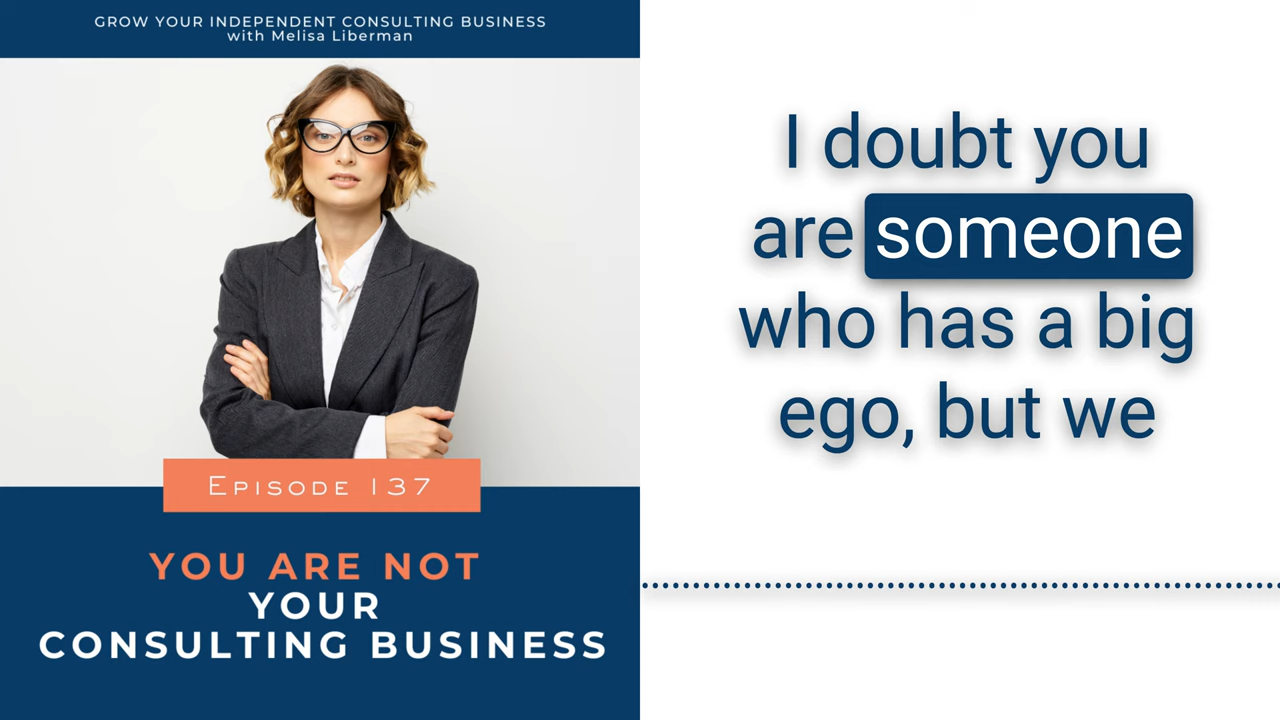 GROW YOUR INDEPENDENT CONSULTING BUSINESS
with Melisa Liberman
EPISODE 137
YOU ARE NOT
YOUR
CONSULTING BUSINESS
I doubt you
are someone
who has a big
ego, but we